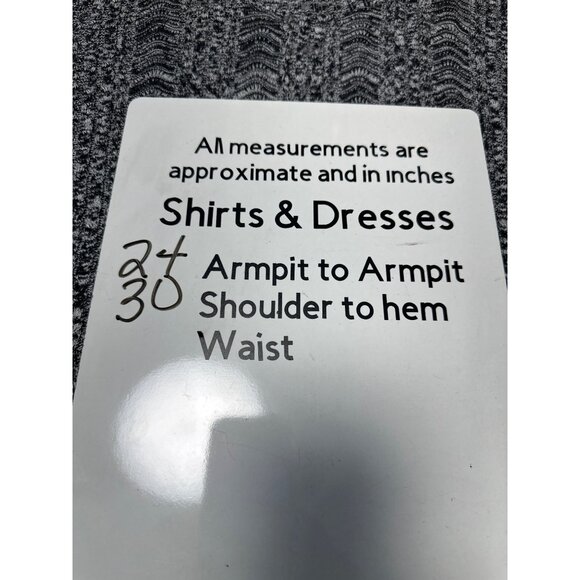 All measurements are
approximate and in inches
Shirts & Dresses
24 Armpit to Armpit
30 Shoulder to hem
Waist